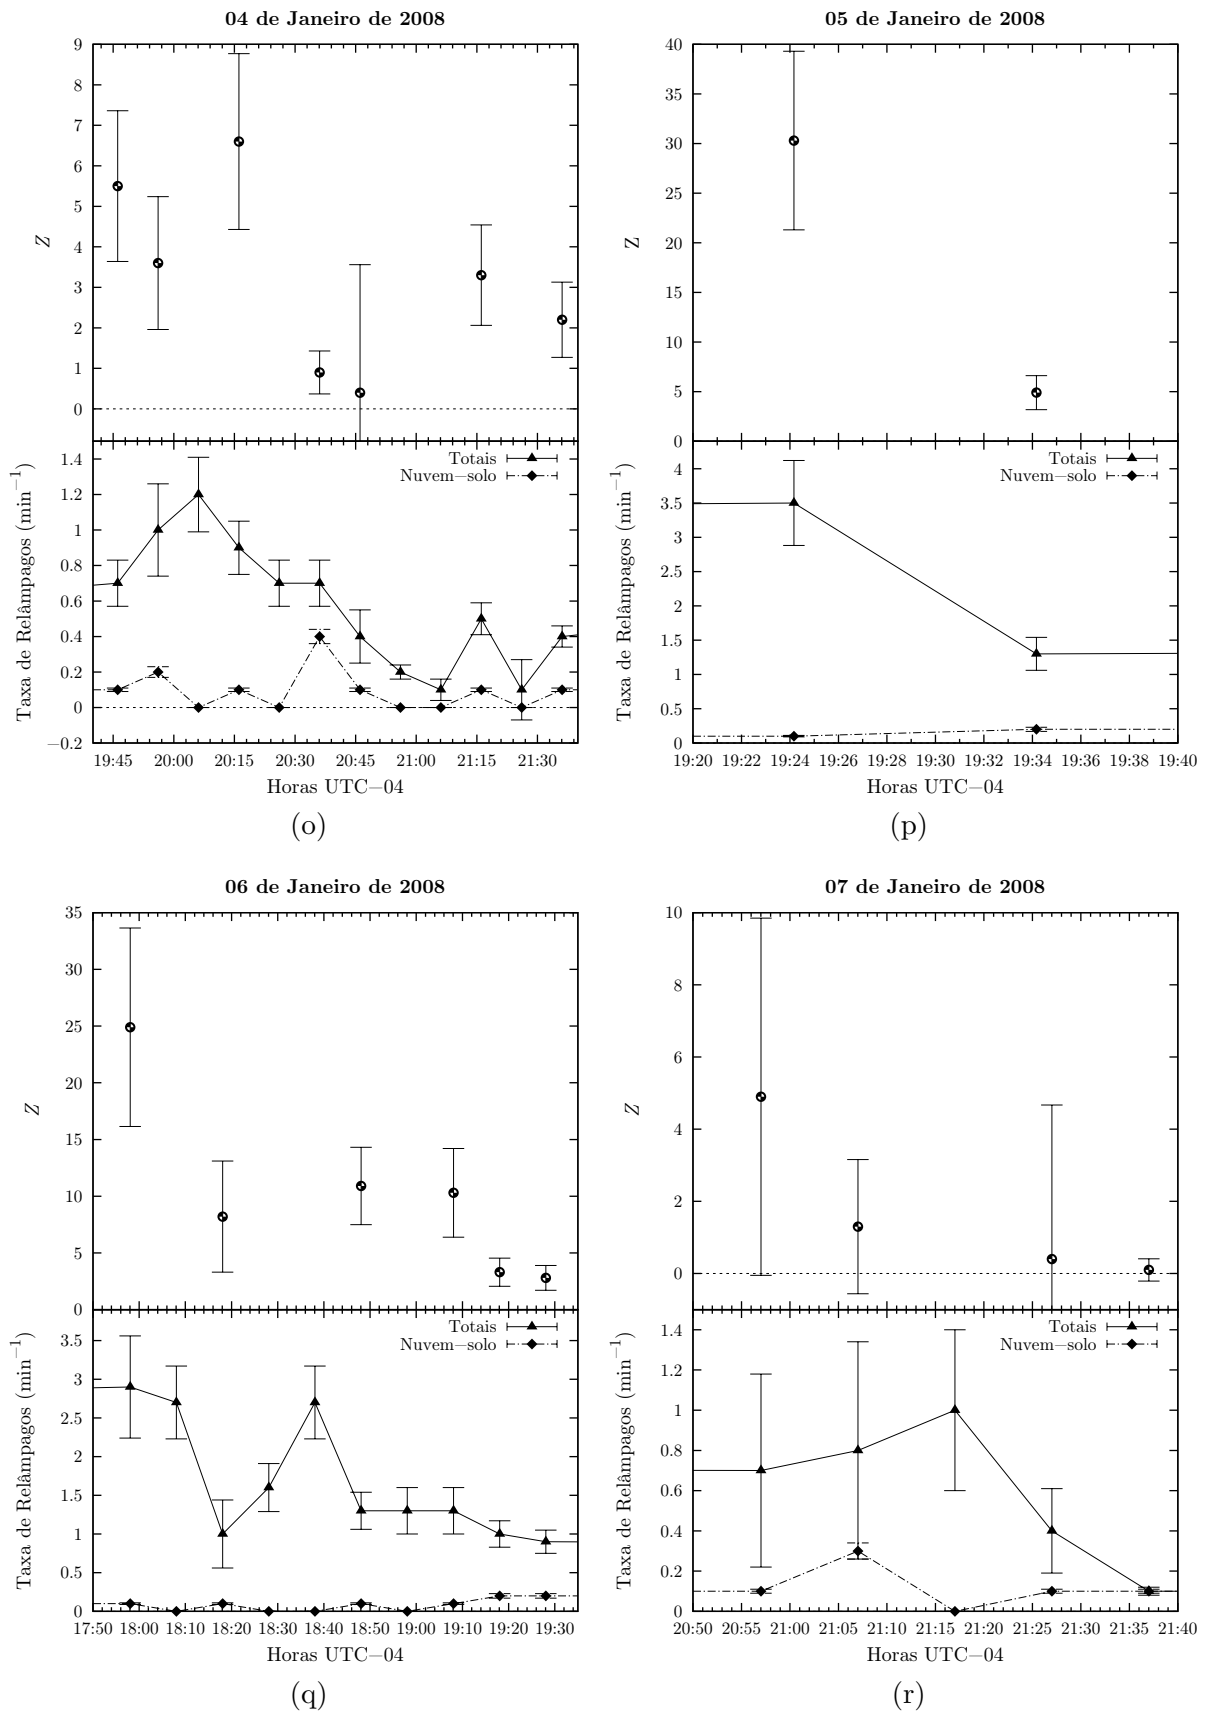 04 de Janeiro de 2008
9
8
7
6
5
4
3
2
1
0
Z
1.4
1.2
1
0.8
0.6
0.4
0.2
0
−0.2
Taxa de Relâmpagos (min−1)
Totais
Nuvem−solo
19:45 20:00 20:15 20:30 20:45 21:00 21:15 21:30
Horas UTC−04
(o)
05 de Janeiro de 2008
40
35
30
25
20
15
10
5
0
Z
4
3.5
3
2.5
2
1.5
1
0.5
0
Taxa de Relâmpagos (min−1)
Totais
Nuvem−solo
19:20 19:22 19:24 19:26 19:28 19:30 19:32 19:34 19:36 19:38 19:40
Horas UTC−04
(p)
06 de Janeiro de 2008
35
30
25
20
15
10
5
0
Z
3.5
3
2.5
2
1.5
1
0.5
0
Taxa de Relâmpagos (min−1)
Totais
Nuvem−solo
17:50 18:00 18:10 18:20 18:30 18:40 18:50 19:00 19:10 19:20 19:30
Horas UTC−04
(q)
07 de Janeiro de 2008
10
8
6
4
2
0
Z
1.4
1.2
1
0.8
0.6
0.4
0.2
0
Taxa de Relâmpagos (min−1)
Totais
Nuvem−solo
20:50 20:55 21:00 21:05 21:10 21:15 21:20 21:25 21:30 21:35 21:40
Horas UTC−04
(r)